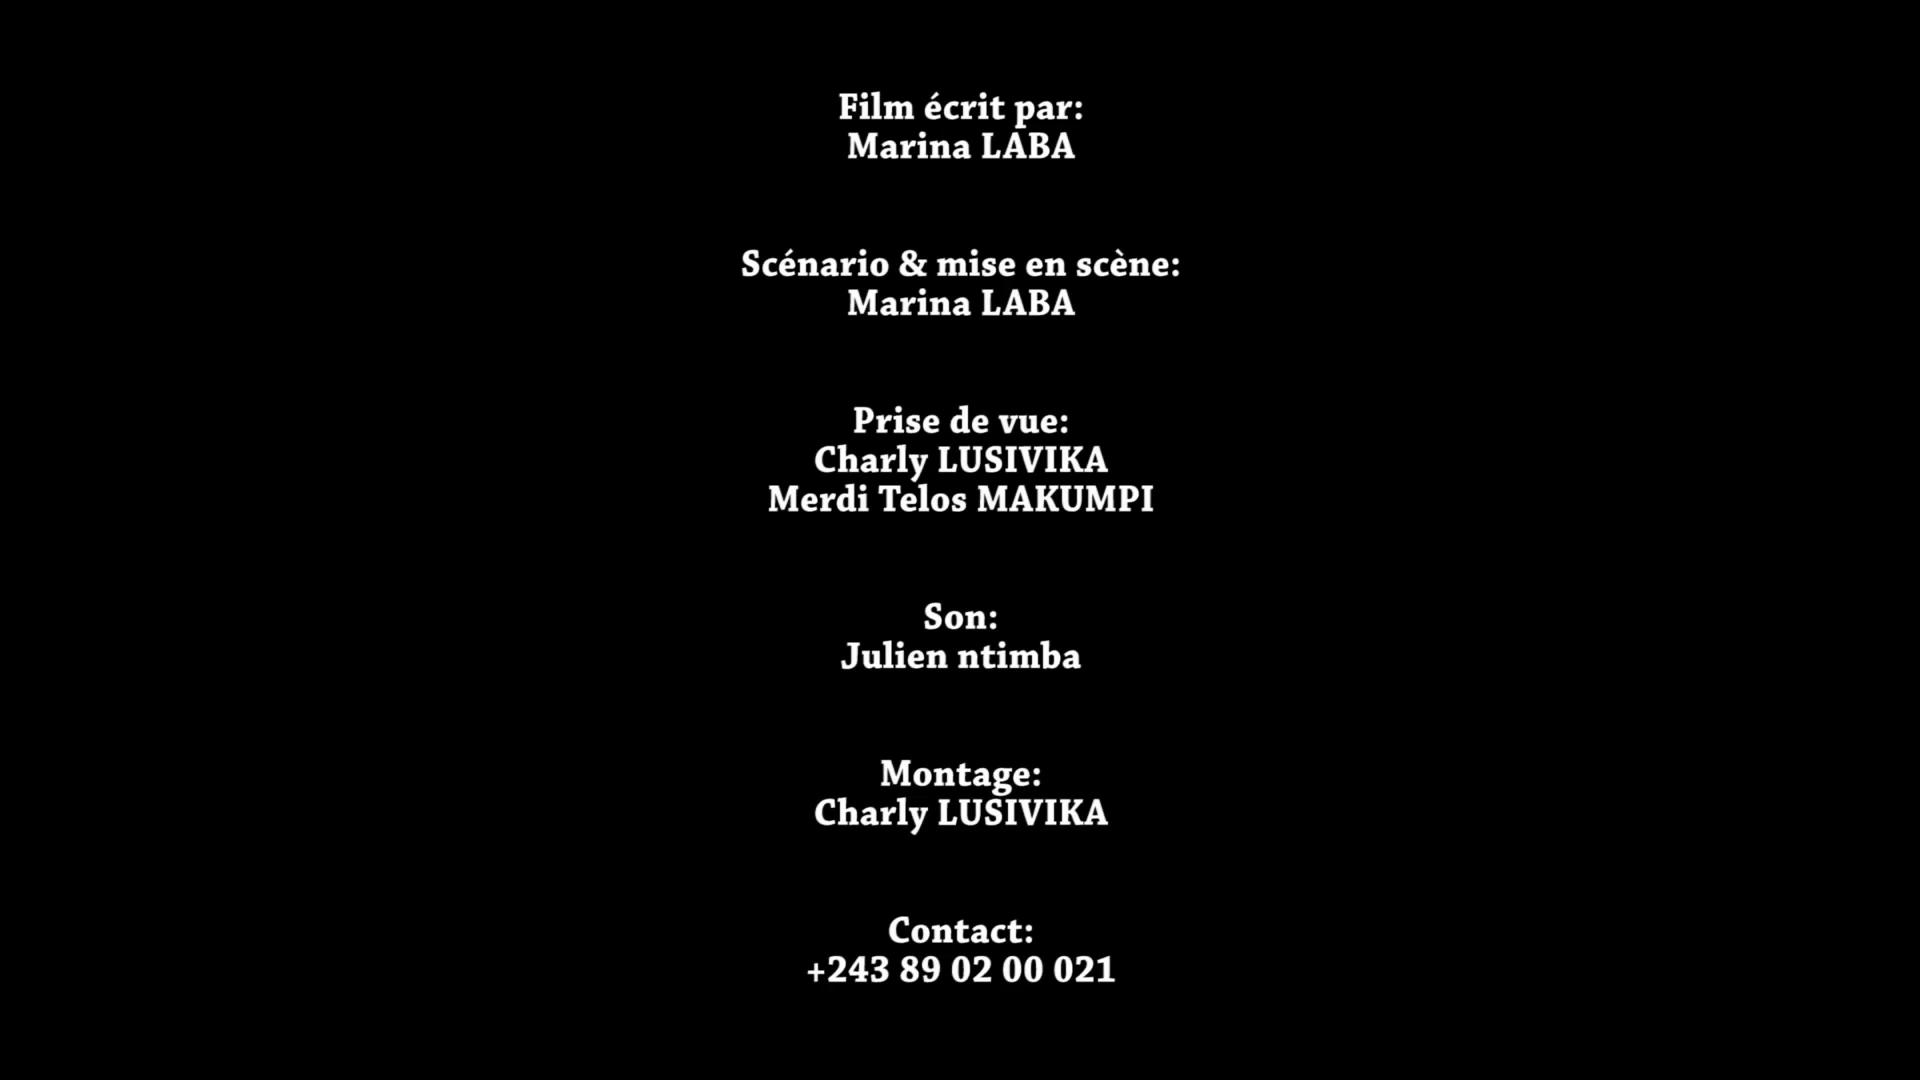 Film écrit par:
Marina LABA
Scénario & mise en scène:
Marina LABA
Prise de vue:
Charly LUSIVIKA
Merdi Telos MAKUMPI
Son:
Julien ntimba
Montage:
Charly LUSIVIKA
Contact:
+243 89 02 00 021